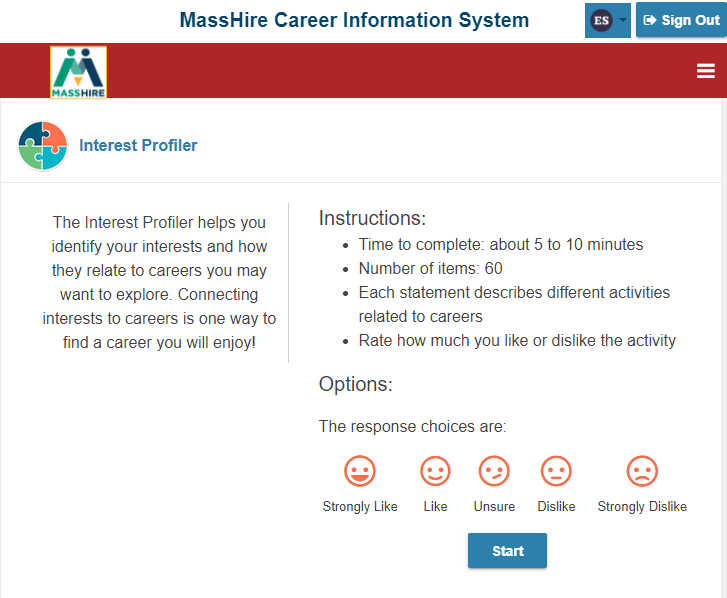 MassHire Career Information System
ES
Sign Out
MASSHIRE
Interest Profiler
The Interest Profiler helps you
identify your interests and how
they relate to careers you may
want to explore. Connecting
interests to careers is one way to
find a career you will enjoy!
Instructions:
• Time to complete: about 5 to 10 minutes
• Number of items: 60
• Each statement describes different activities
related to careers
• Rate how much you like or dislike the activity
Options:
The response choices are:
Strongly Like Like Unsure Dislike Strongly Dislike
Start